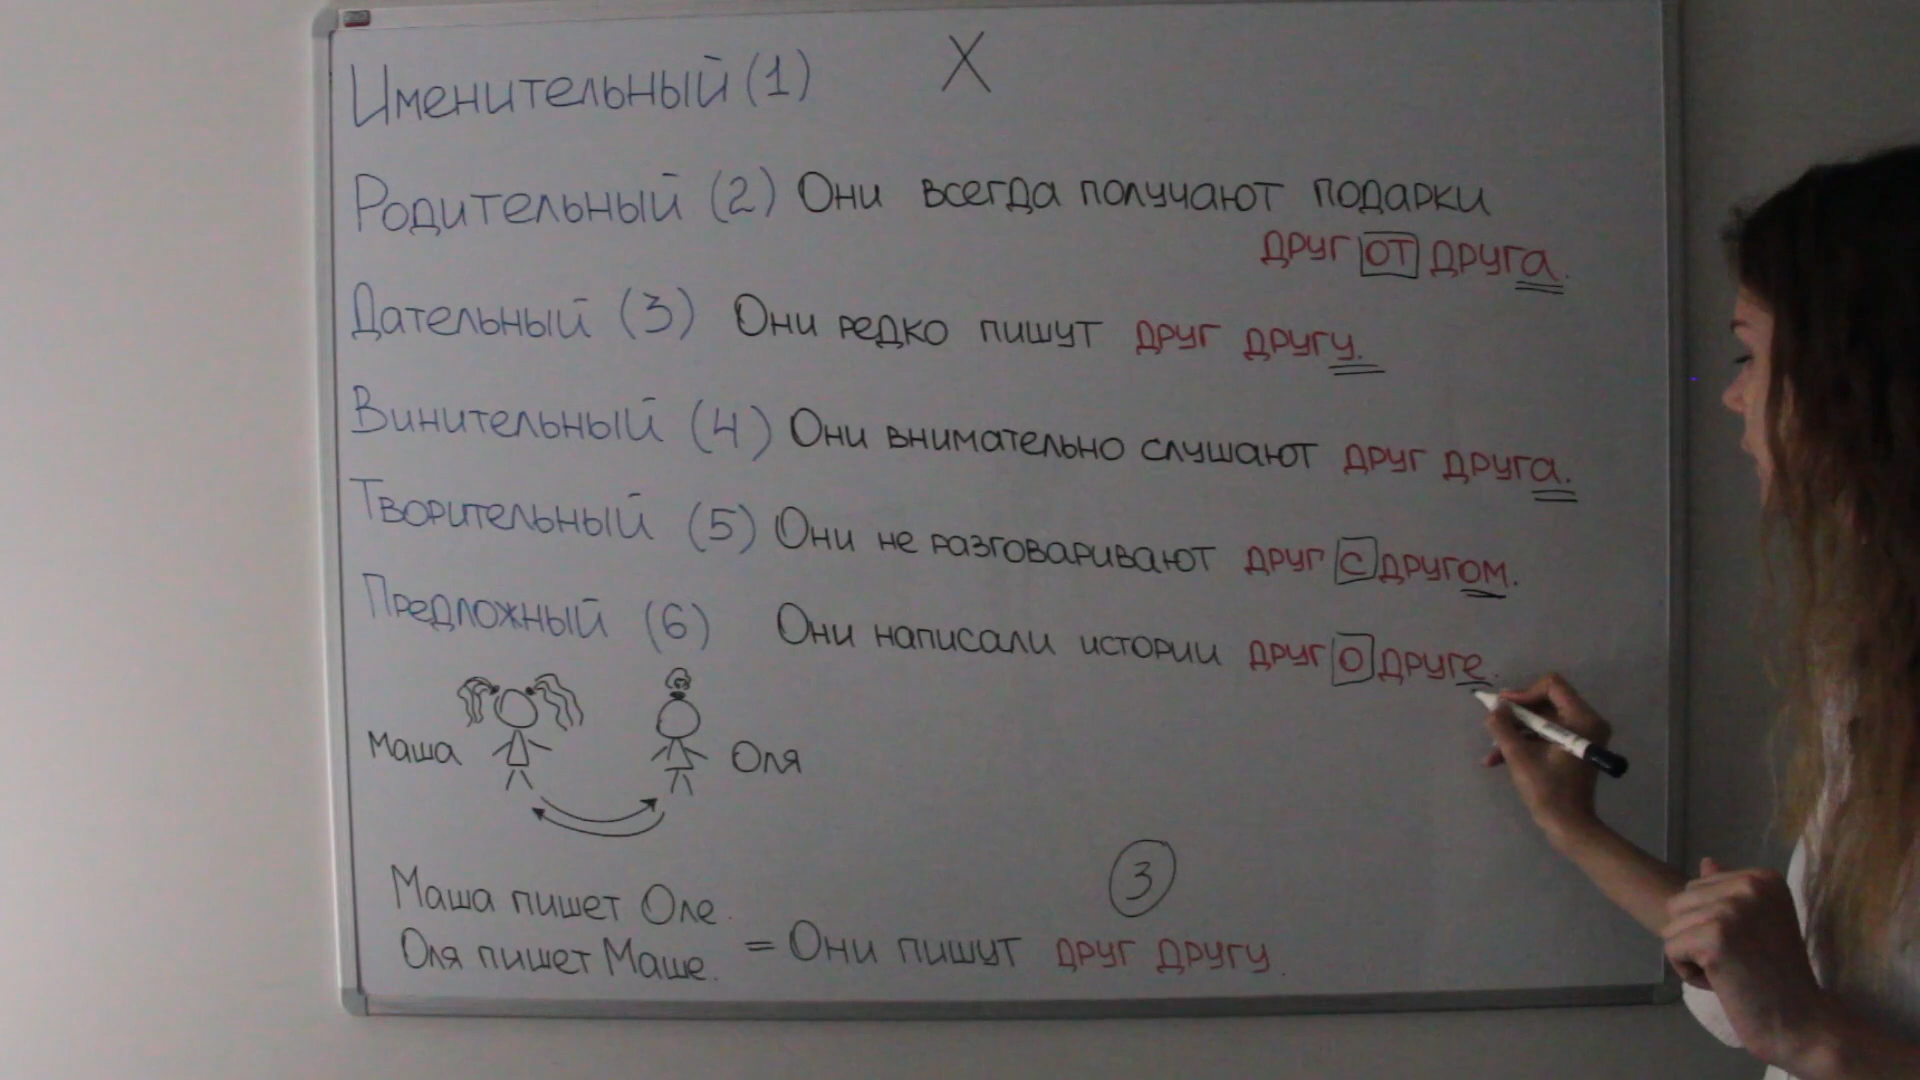 Именительный (1) X
Родительный (2) Они всегда получают подарки
друг от друга.
Дательный (3) Они редко пишут друг другу.
Винительный (4) Они внимательно слушают друг друга.
Творительный (5) Они не разговаривают друг с другом.
Предложный (6) Они написали истории друг о друге.
Маша Оля
3
Маша пишет Оле.
Оля пишет Маше. = Они пишут друг другу.